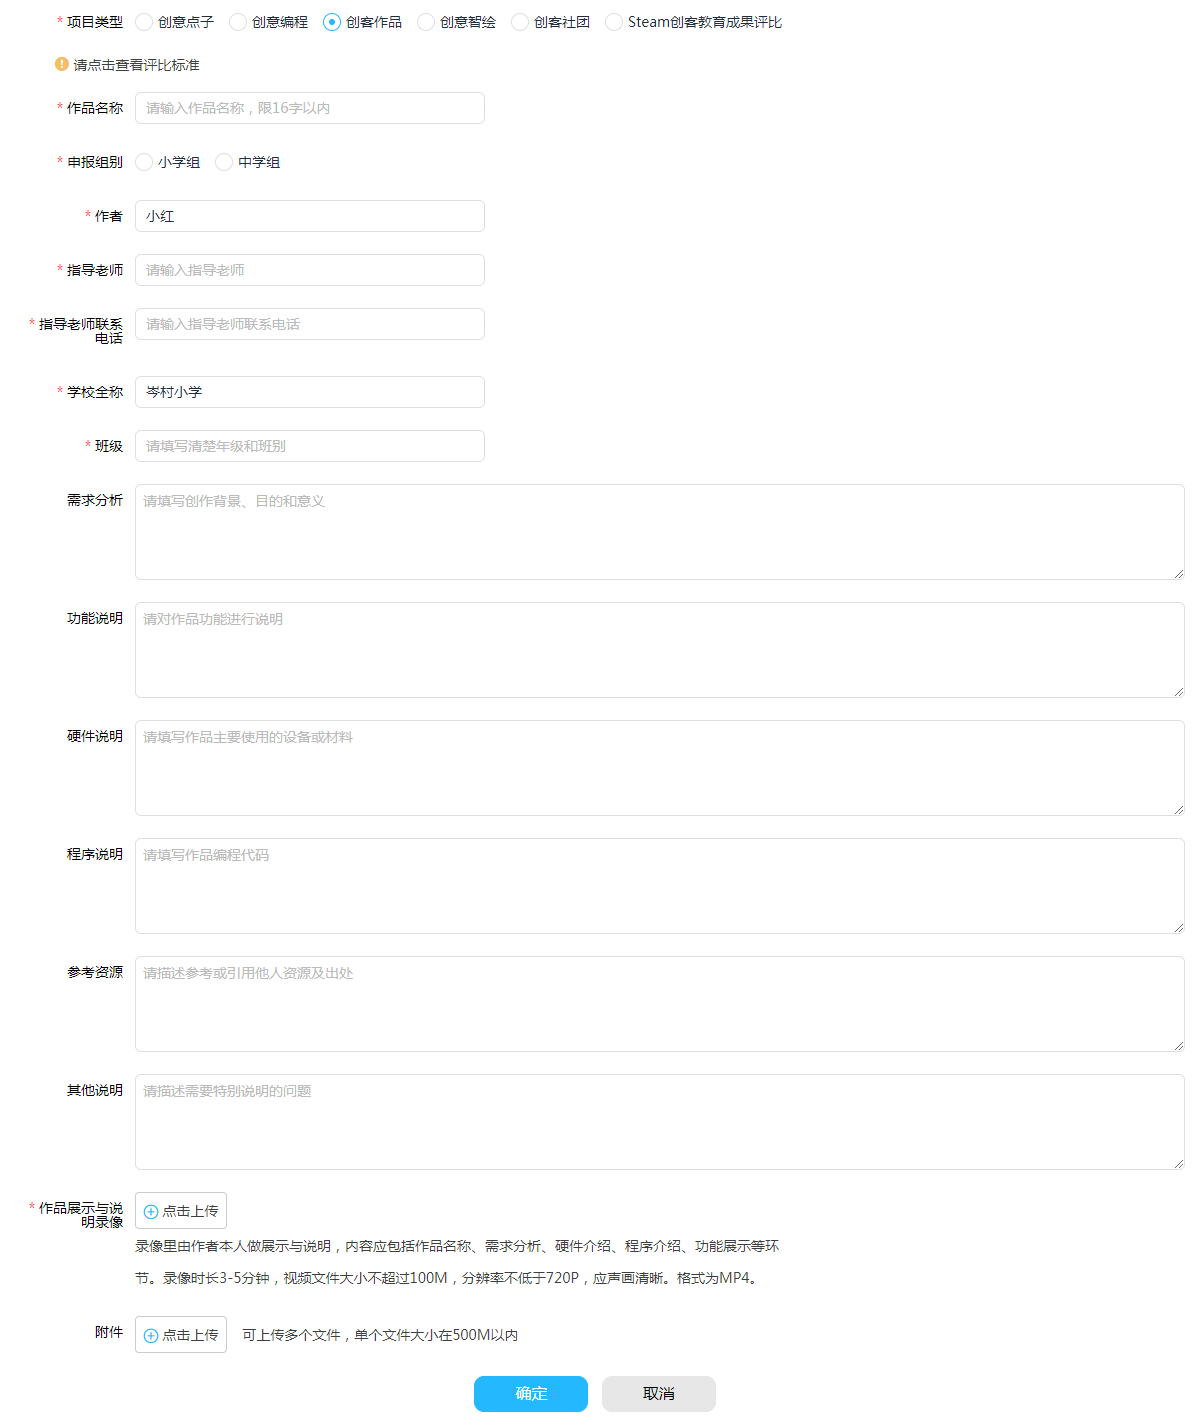 * 项目类型 创意点子 创意编程 创客作品 创意智绘 创客社团 Steam创客教育成果评比
请点击查看评比标准
* 作品名称 请输入作品名称，限16字以内
* 申报组别 小学组 中学组
* 作者 小红
* 指导老师 请输入指导老师
* 指导老师联系
电话 请输入指导老师联系电话
* 学校全称 岑村小学
* 班级 请填写清楚年级和班别
需求分析 请填写创作背景、目的和意义
功能说明 请对作品功能进行说明
硬件说明 请填写作品主要使用的设备或材料
程序说明 请填写作品编程代码
参考资源 请描述参考或引用他人资源及出处
其他说明 请描述需要特别说明的问题
* 作品展示与说
明录像 点击上传
录像里由作者本人做展示与说明，内容应包括作品名称、需求分析、硬件介绍、程序介绍、功能展示等环
节。录像时长3-5分钟，视频文件大小不超过100M，分辨率不低于720P，应声画清晰。格式为MP4。
附件 点击上传 可上传多个文件，单个文件大小在500M以内
确定 取消